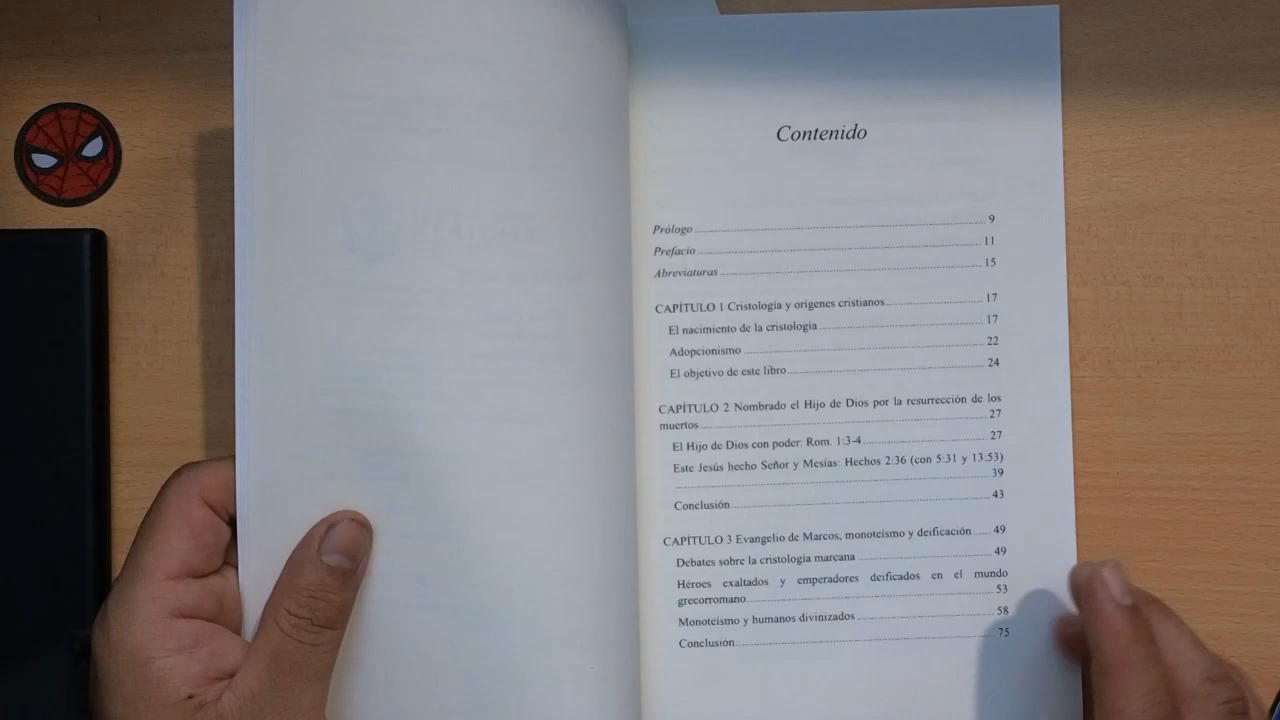 Contenido
Prólogo 9
Prefacio 11
Abreviaturas 15
CAPÍTULO 1 Cristología y orígenes cristianos 17
El nacimiento de la cristología 17
Adopcionismo 22
El objetivo de este libro 24
CAPÍTULO 2 Nombrado el Hijo de Dios por la resurrección de los
muertos 27
El Hijo de Dios con poder: Rom. 1:3-4 27
Este Jesús hecho Señor y Mesías: Hechos 2:36 (con 5:31 y 13:53)
39
Conclusión 43
CAPÍTULO 3 Evangelio de Marcos, monoteísmo y deificación 49
Debates sobre la cristología marcana 49
Héroes exaltados y emperadores deificados en el mundo
grecorromano 53
Monoteísmo y humanos divinizados 58
Conclusión 75